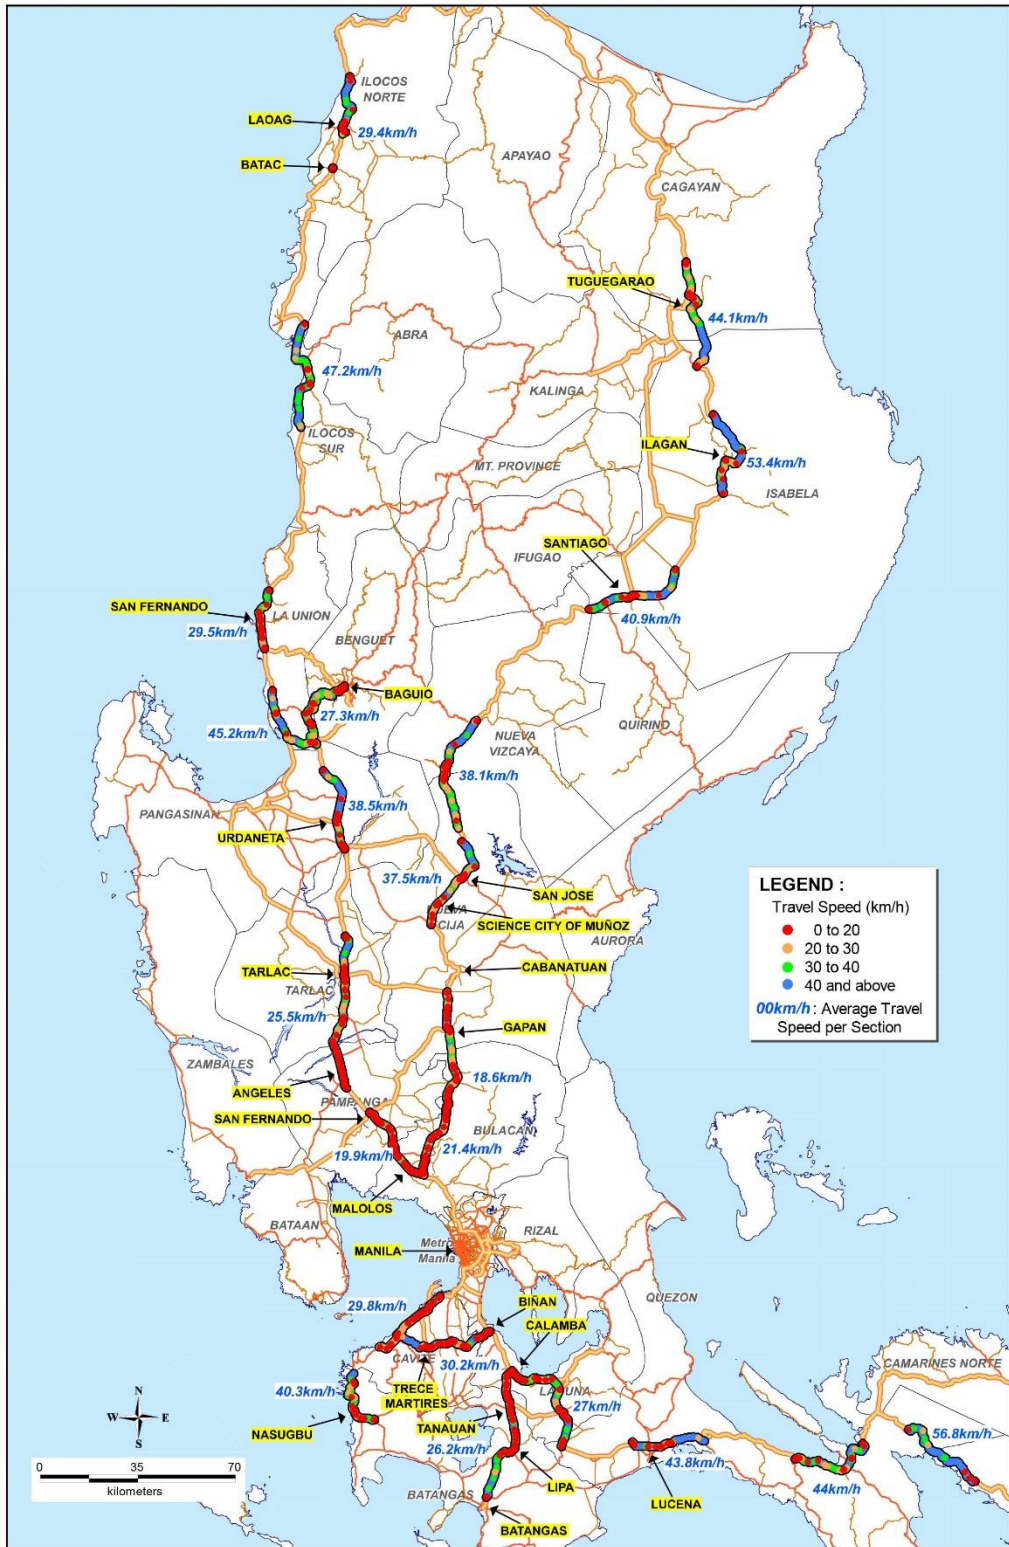 ILOCOS
NORTE
LAOAG
29.4km/h
BATAC
APAYAO
CAGAYAN
TUGUEGARAO
44.1km/h
ABRA
47.2km/h
KALINGA
ILOCOS
SUR
ILAGAN
53.4km/h
MT. PROVINCE
ISABELA
SANTIAGO
IFUGAO
SAN FERNANDO
LA UNION
40.9km/h
29.5km/h
BENGUET
BAGUIO
27.3km/h
QUIRINO
45.2km/h
NUEVA
VIZCAYA
38.1km/h
PANGASINAN
38.5km/h
URDANETA
37.5km/h
SAN JOSE
SCIENCE CITY OF MUÑOZ
AURORA
CABANATUAN
TARLAC
TARLAC
25.5km/h
GAPAN
ZAMBALES
18.6km/h
ANGELES
PAMPANGA
SAN FERNANDO
BULACAN
21.4km/h
19.9km/h
MALOLOS
BATAAN
RIZAL
MANILA
Metro
Manila
29.8km/h
BIÑAN
QUEZON
CALAMBA
CAVITE
30.2km/h
CAMARINES NORTE
40.3km/h
TRECE
MARTIRES
LAGUNA
27km/h
NASUGBU
TANAUAN
56.8km/h
26.2km/h
43.8km/h
LIPA
44km/h
BATANGAS
LUCENA
BATANGAS
LEGEND :
Travel Speed (km/h)
0 to 20
20 to 30
30 to 40
40 and above
00km/h : Average Travel
Speed per Section
N
W E
S
0 35 70
kilometers